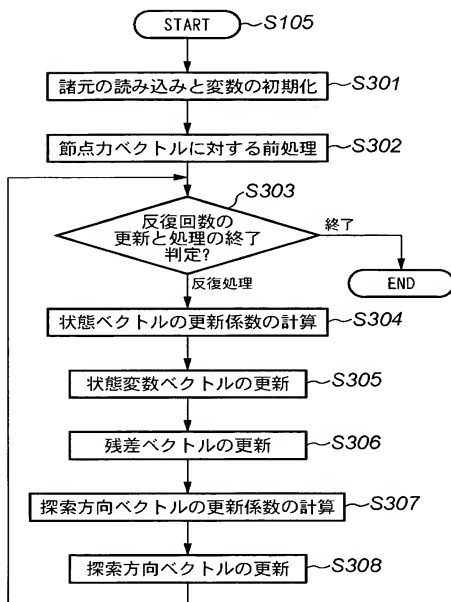 START
S105
諸元の読み込みと変数の初期化
S301
節点力ベクトルに対する前処理
S302
S303
反復回数の
更新と処理の終了
判定?
終了
END
反復処理
状態ベクトルの更新係数の計算
S304
状態変数ベクトルの更新
S305
残差ベクトルの更新
S306
探索方向ベクトルの更新係数の計算
S307
探索方向ベクトルの更新
S308